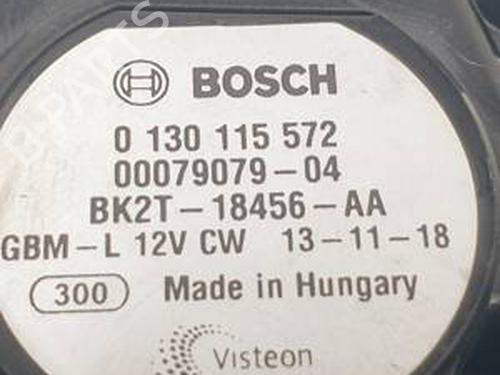 BOSCH
0 130 115 572
00079079-04
BK2T-18456-AA
GBM-L 12V CW 13-11-18
300 Made in Hungary
Visteon
B-PARTS